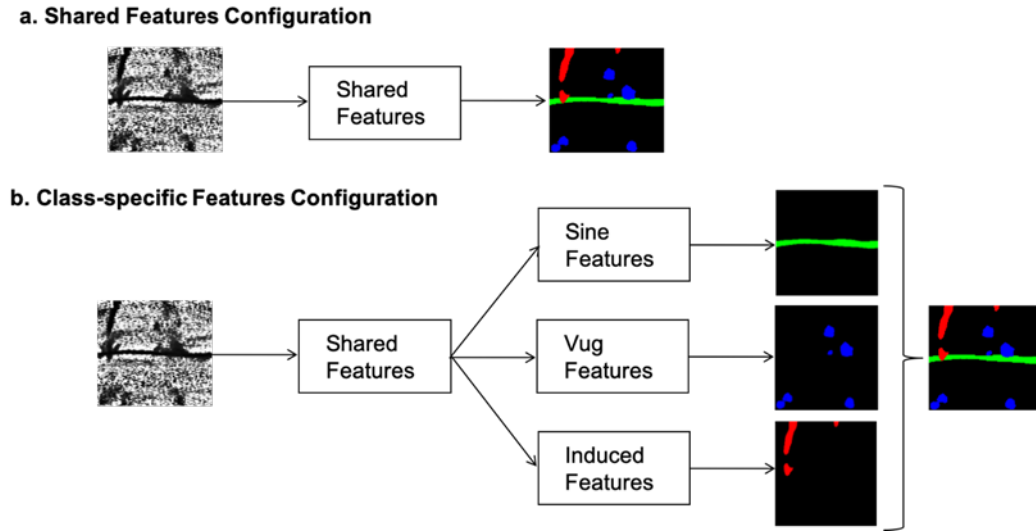 a. Shared Features Configuration
Shared
Features
b. Class-specific Features Configuration
Sine
Features
Shared
Features
Vug
Features
Induced
Features